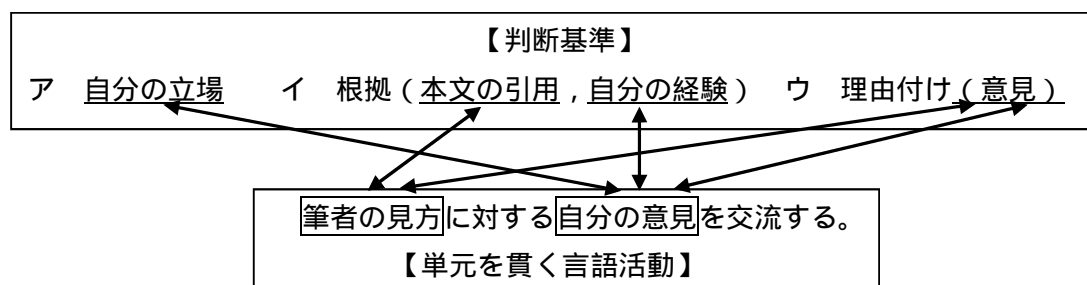 【判断基準】
ア　自分の立場　　イ　根拠（本文の引用，自分の経験）　ウ　理由付け（意見）
筆者の見方に対する自分の意見を交流する。
【単元を貫く言語活動】